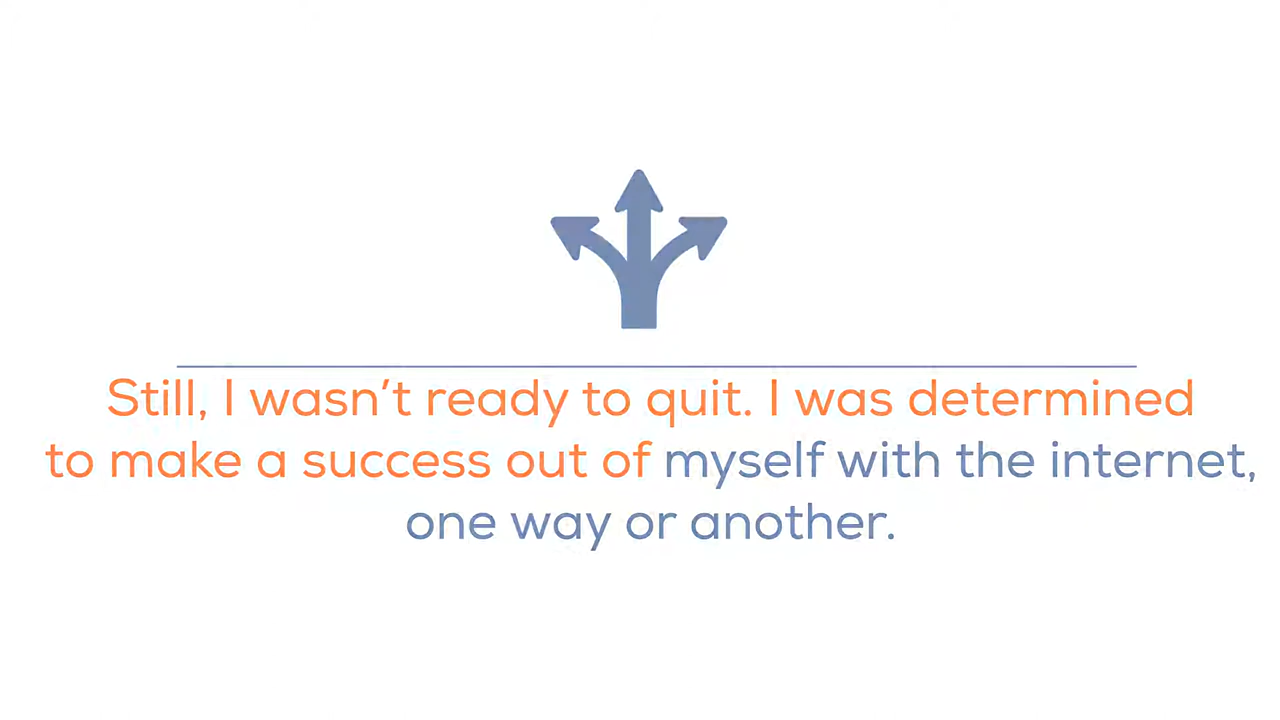 Still, I wasn’t ready to quit. I was determined
to make a success out of myself with the internet,
one way or another.